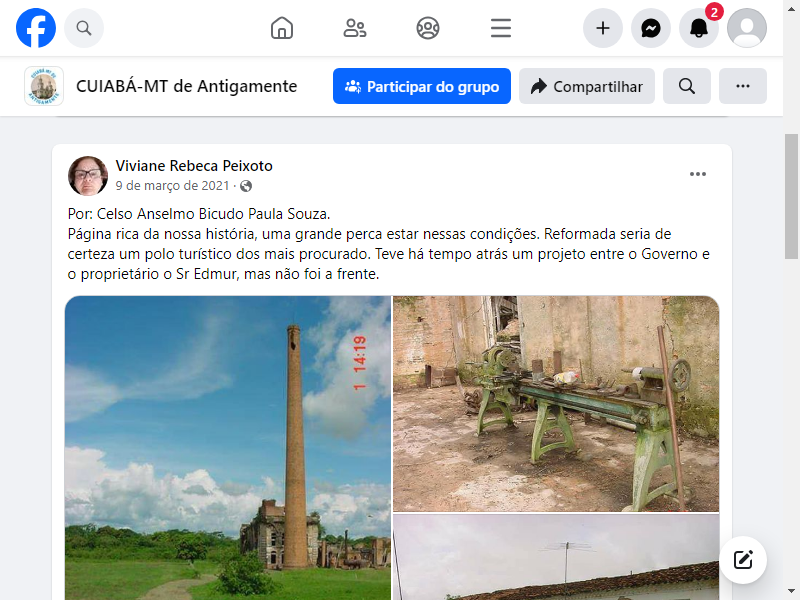 2
CUIABÁ-MT de Antigamente
Participar do grupo
Compartilhar
Viviane Rebeca Peixoto
9 de março de 2021 ·
Por: Celso Anselmo Bicudo Paula Souza.
Página rica da nossa história, uma grande perca estar nessas condições. Reformada seria de
certeza um polo turístico dos mais procurado. Teve há tempo atrás um projeto entre o Governo e
o proprietário o Sr Edmur, mas não foi a frente.
1 14:19